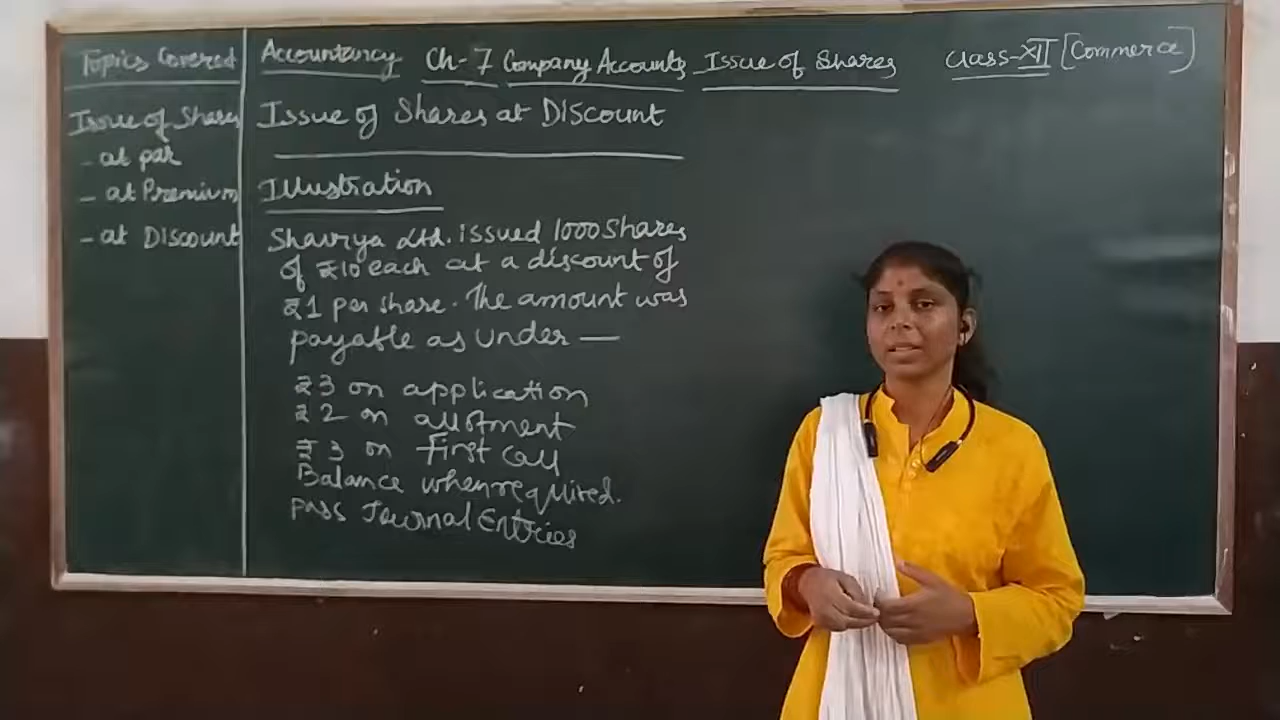 Topics Covered
Issue of Shares
- at par
- at Premium
- at DIScount
Accountancy Ch-7 Company Accounts Issue of Shares Class-XII [Commerce]
Issue of Shares at DIScount
Illustration
Shaurya Ltd. issued 1000 Shares
of ₹10 each at a discount of
₹1 per share. The amount was
payable as under —
₹3 on application
₹2 on allotment
₹3 on First Call
Balance when required.
pass Journal Entries